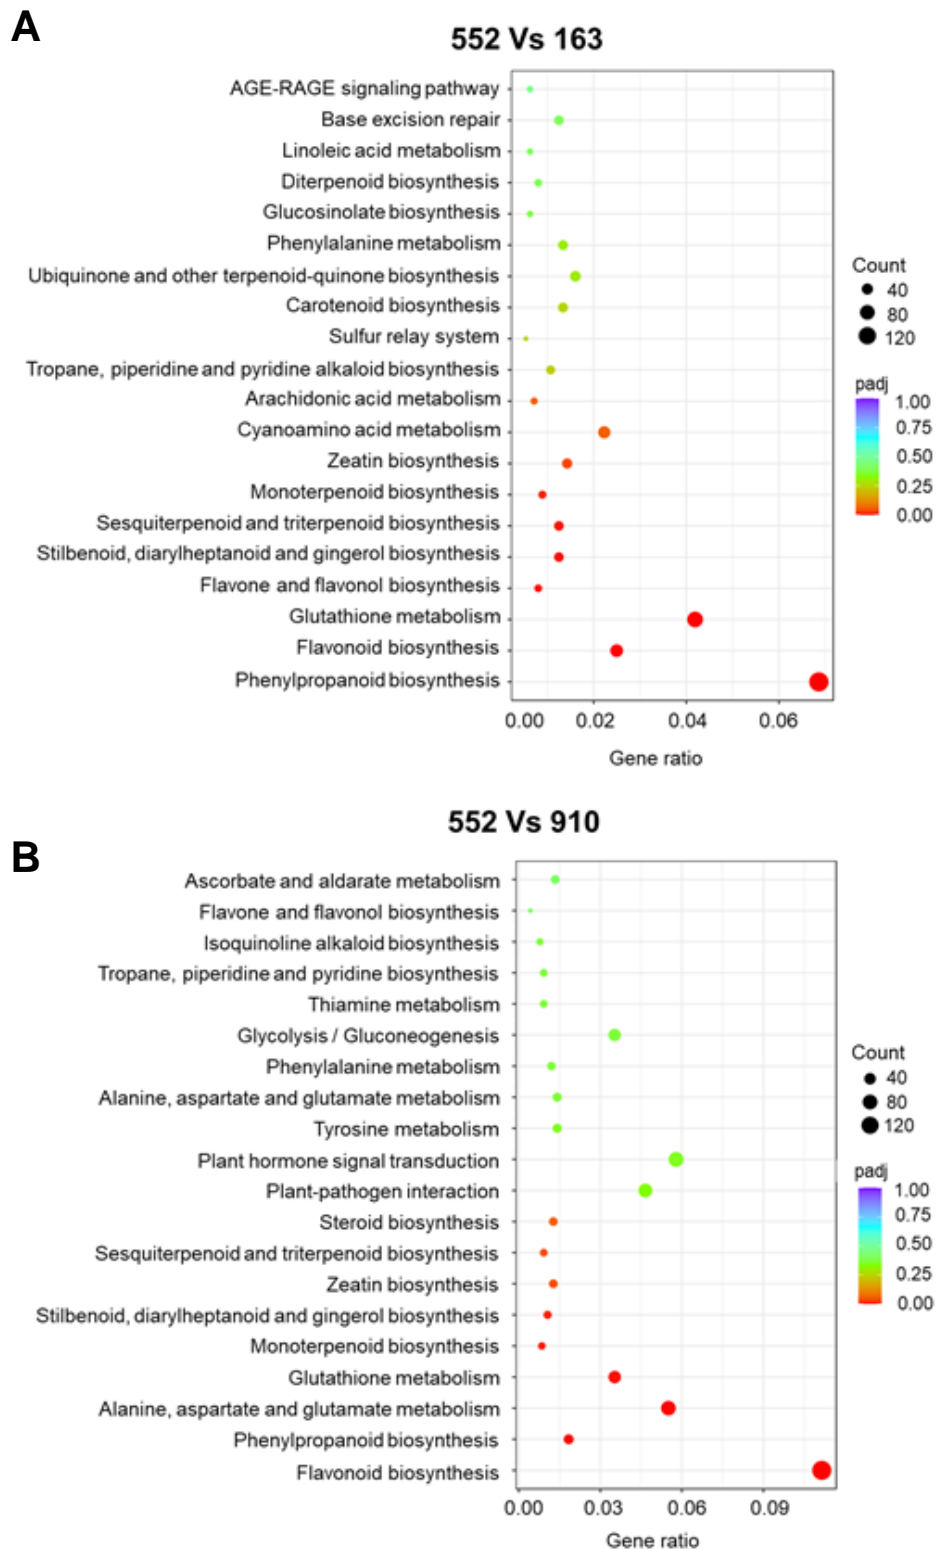 A
552 Vs 163
AGE-RAGE signaling pathway
Base excision repair
Linoleic acid metabolism
Diterpenoid biosynthesis
Glucosinolate biosynthesis
Phenylalanine metabolism
Ubiquinone and other terpenoid-quinone biosynthesis
Carotenoid biosynthesis
Sulfur relay system
Tropane, piperidine and pyridine alkaloid biosynthesis
Arachidonic acid metabolism
Cyanoamino acid metabolism
Zeatin biosynthesis
Monoterpenoid biosynthesis
Sesquiterpenoid and triterpenoid biosynthesis
Stilbenoid, diarylheptanoid and gingerol biosynthesis
Flavone and flavonol biosynthesis
Glutathione metabolism
Flavonoid biosynthesis
Phenylpropanoid biosynthesis
0.00 0.02 0.04 0.06
Gene ratio
Count
40
80
120
padj
1.00
0.75
0.50
0.25
0.00
552 Vs 910
B
Ascorbate and aldarate metabolism
Flavone and flavonol biosynthesis
Isoquinoline alkaloid biosynthesis
Tropane, piperidine and pyridine biosynthesis
Thiamine metabolism
Glycolysis / Gluconeogenesis
Phenylalanine metabolism
Alanine, aspartate and glutamate metabolism
Tyrosine metabolism
Plant hormone signal transduction
Plant-pathogen interaction
Steroid biosynthesis
Sesquiterpenoid and triterpenoid biosynthesis
Zeatin biosynthesis
Stilbenoid, diarylheptanoid and gingerol biosynthesis
Monoterpenoid biosynthesis
Glutathione metabolism
Alanine, aspartate and glutamate metabolism
Phenylpropanoid biosynthesis
Flavonoid biosynthesis
0.00 0.03 0.06 0.09
Gene ratio
Count
40
80
120
padj
1.00
0.75
0.50
0.25
0.00